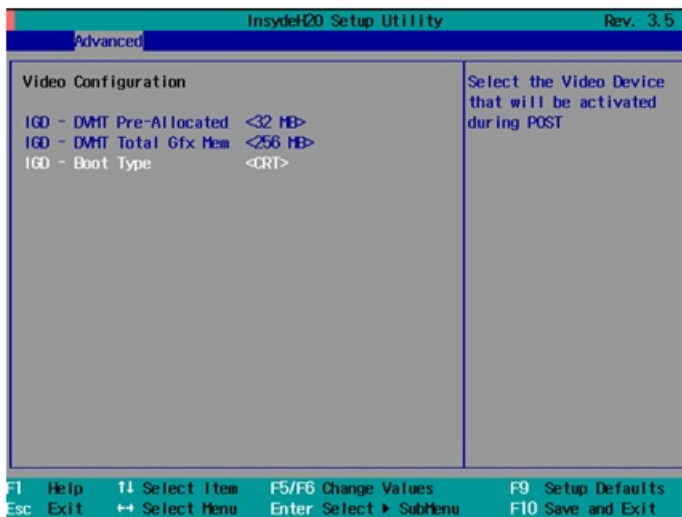 InsydeH2O Setup Utility Rev. 3.5
Advanced
Video Configuration
IGD - DVMT Pre-Allocated <32 MB>
IGD - DVMT Total Gfx Mem <256 MB>
IGD - Boot Type <CRT>
Select the Video Device
that will be activated
during POST
F1 Help ↑↓ Select Item F5/F6 Change Values F9 Setup Defaults
Esc Exit ↔ Select Menu Enter Select ▶ SubMenu F10 Save and Exit